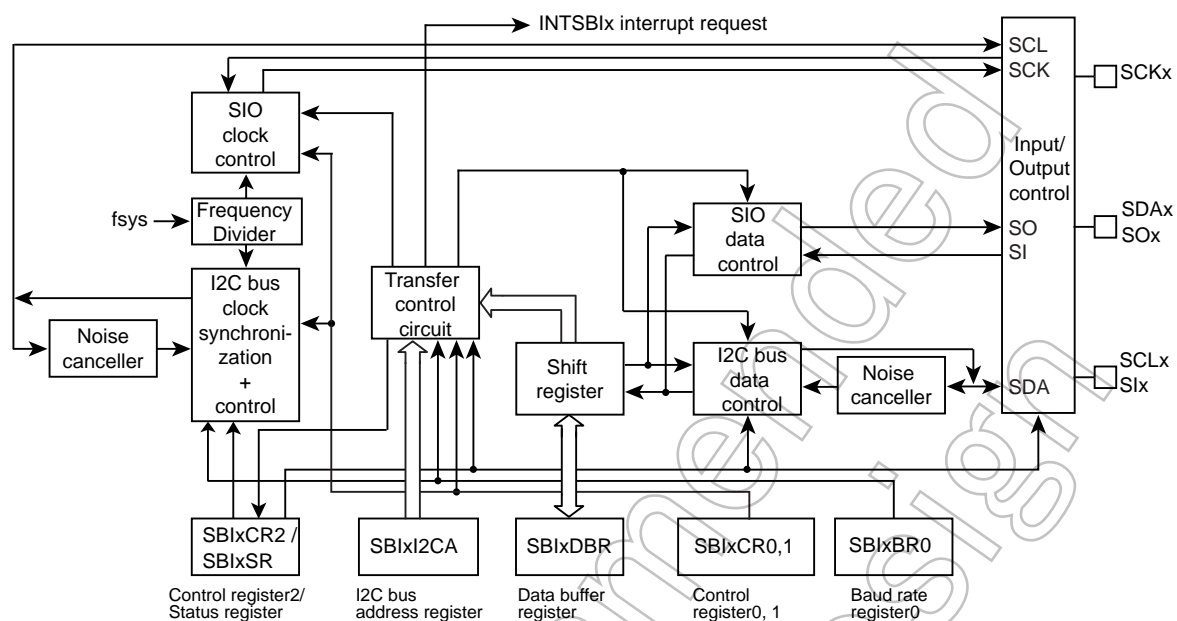 INTSBIx interrupt request
SCL
SCK
SCKx
SIO
clock
control
Input/
Output
control
fsys
Frequency
Divider
SIO
data
control
SO
SI
SDAx
SOx
I2C bus
clock
synchroni-
zation
+
control
Transfer
control
circuit
Noise
canceller
Shift
register
I2C bus
data
control
Noise
canceller
SDA
SCLx
SIx
SBIxCR2 /
SBIxSR
SBIxI2CA
SBIxDBR
SBIxCR0,1
SBIxBR0
Control register2/
Status register
I2C bus
address register
Data buffer
register
Control
register0, 1
Baud rate
register0
mended
esign